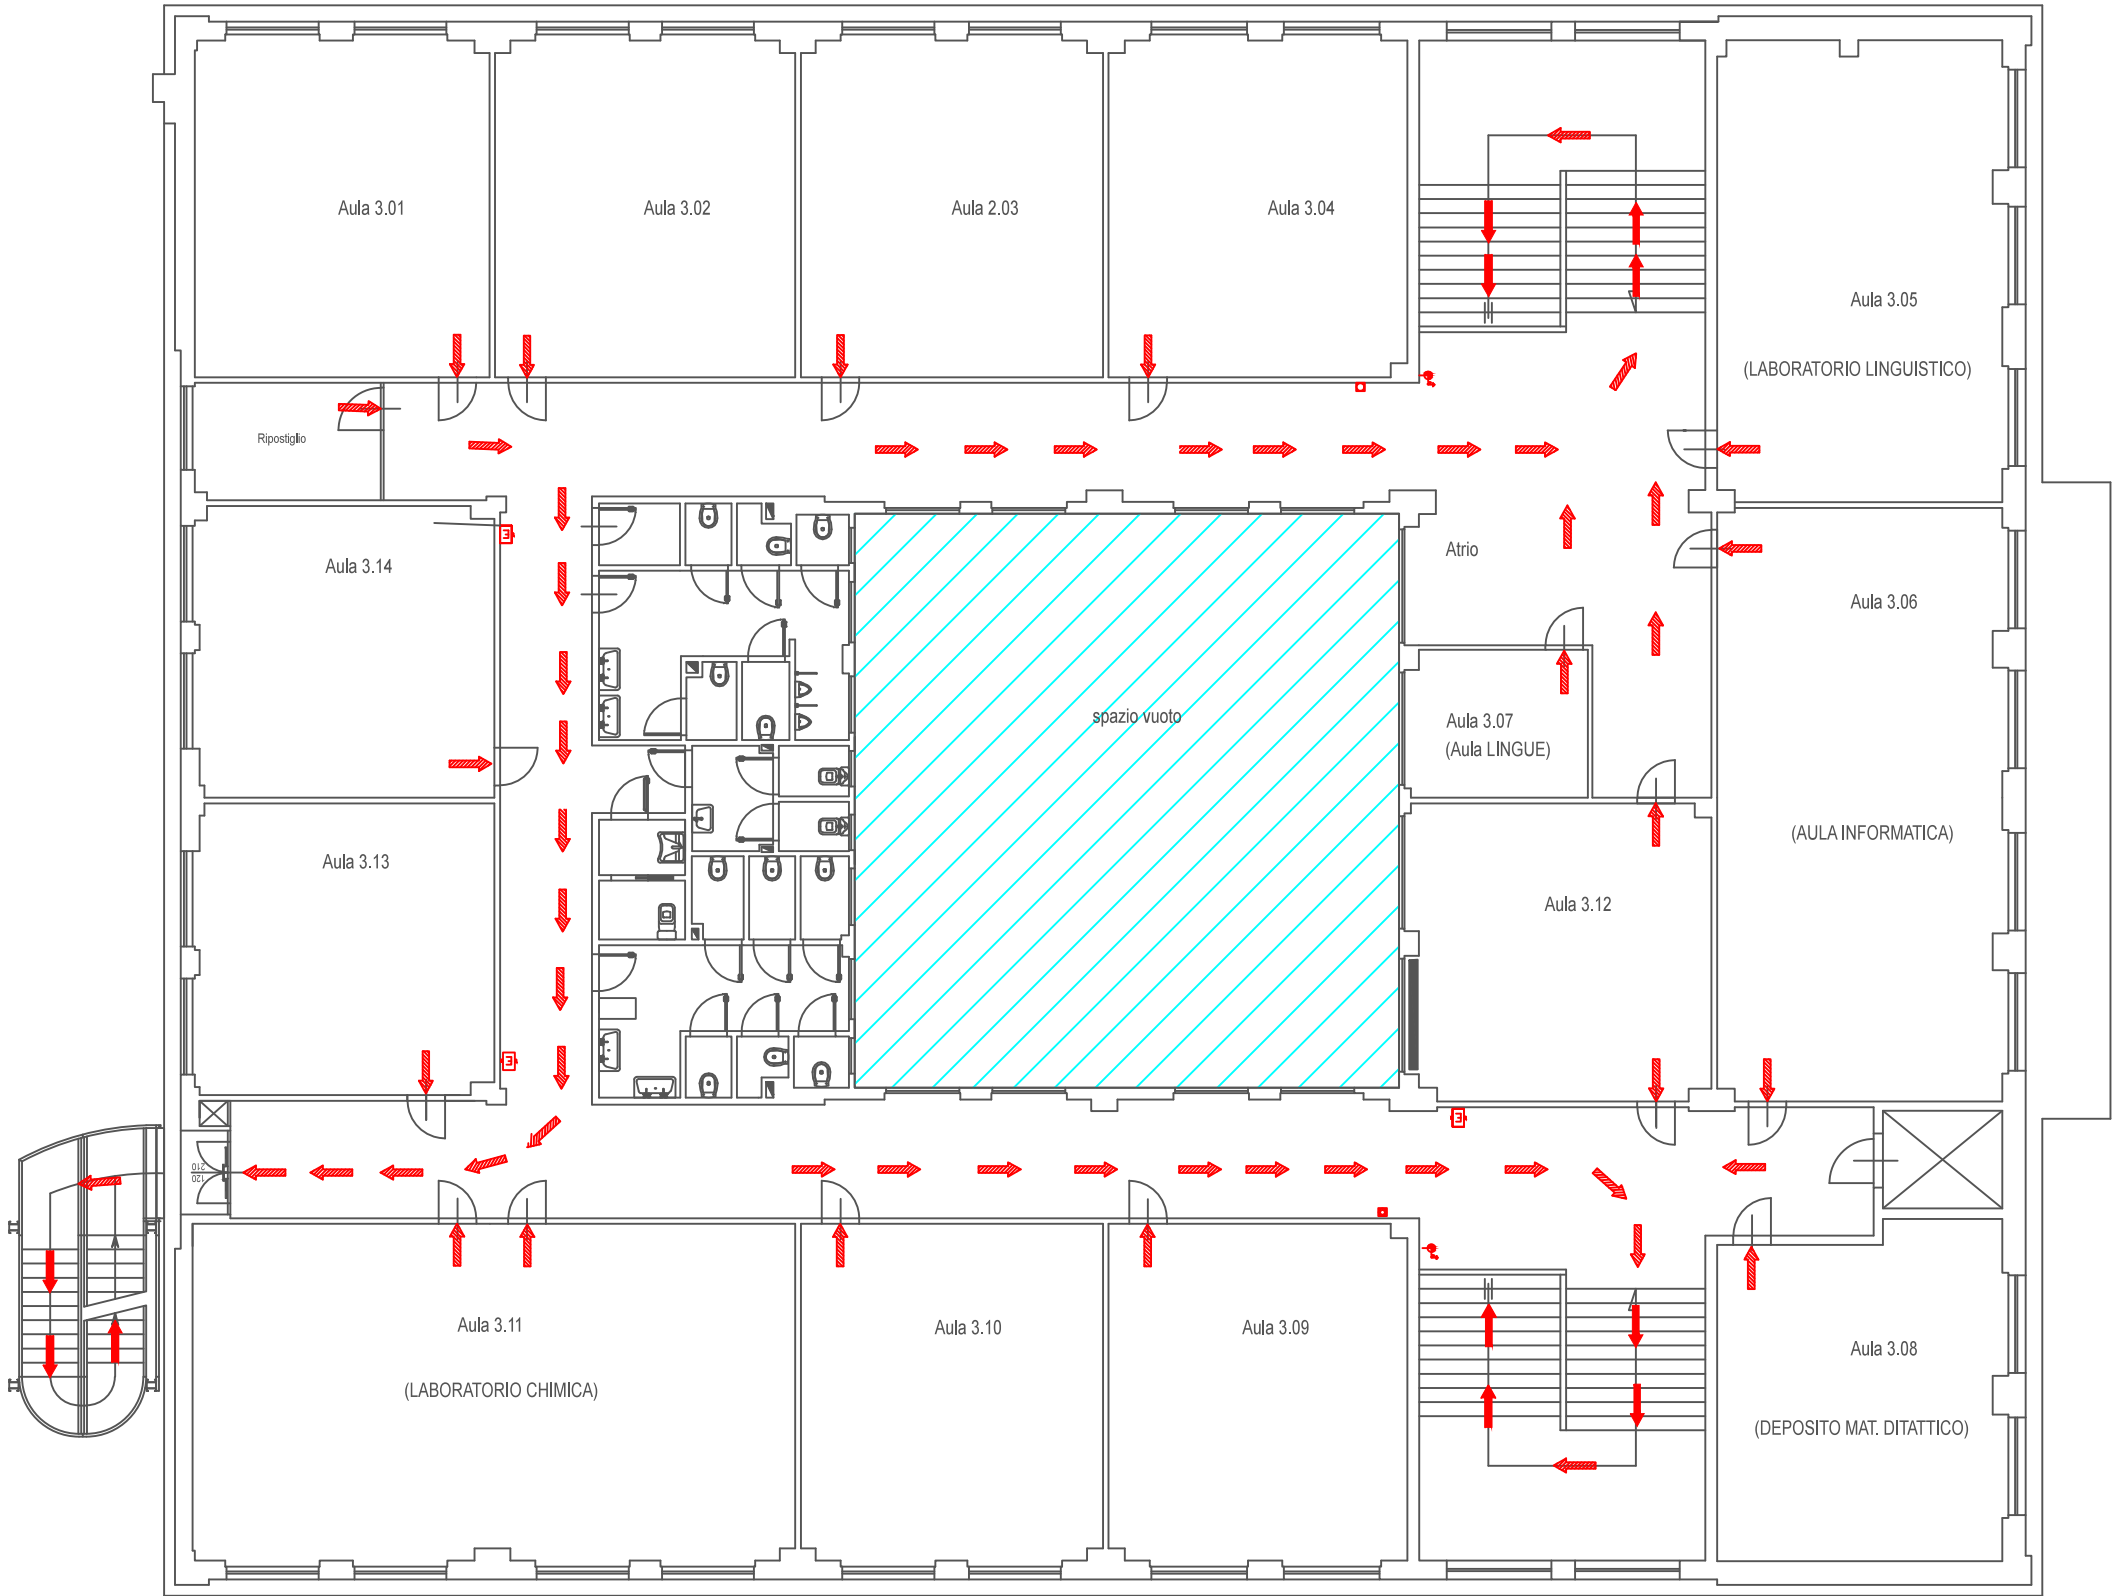 Aula 3.01
Aula 3.02
Aula 2.03
Aula 3.04
Aula 3.05
(LABORATORIO LINGUISTICO)
Ripostiglio
Aula 3.14
Atrio
Aula 3.06
spazio vuoto
Aula 3.07
(Aula LINGUE)
(AULA INFORMATICA)
Aula 3.13
Aula 3.12
210
120
Aula 3.11
(LABORATORIO CHIMICA)
Aula 3.10
Aula 3.09
Aula 3.08
(DEPOSITO MAT. DITATTICO)